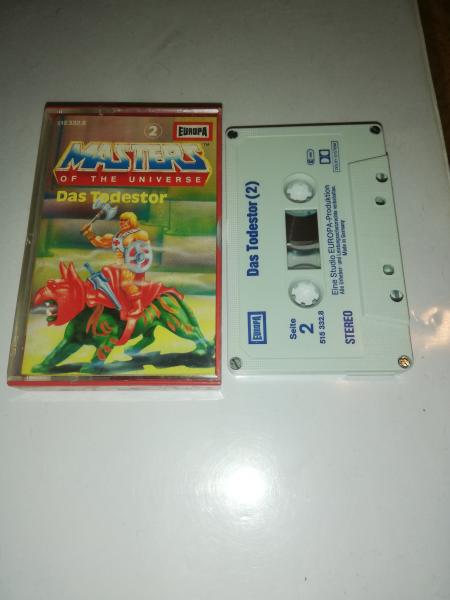 515 332.8
2
EUROPA
MASTERS™
OF THE UNIVERSE
Das Todestor
Das Todestor (2)
EUROPA
Seite
2
515 332.8
Eine Studio EUROPA-Produktion
Made in Germany
STEREO